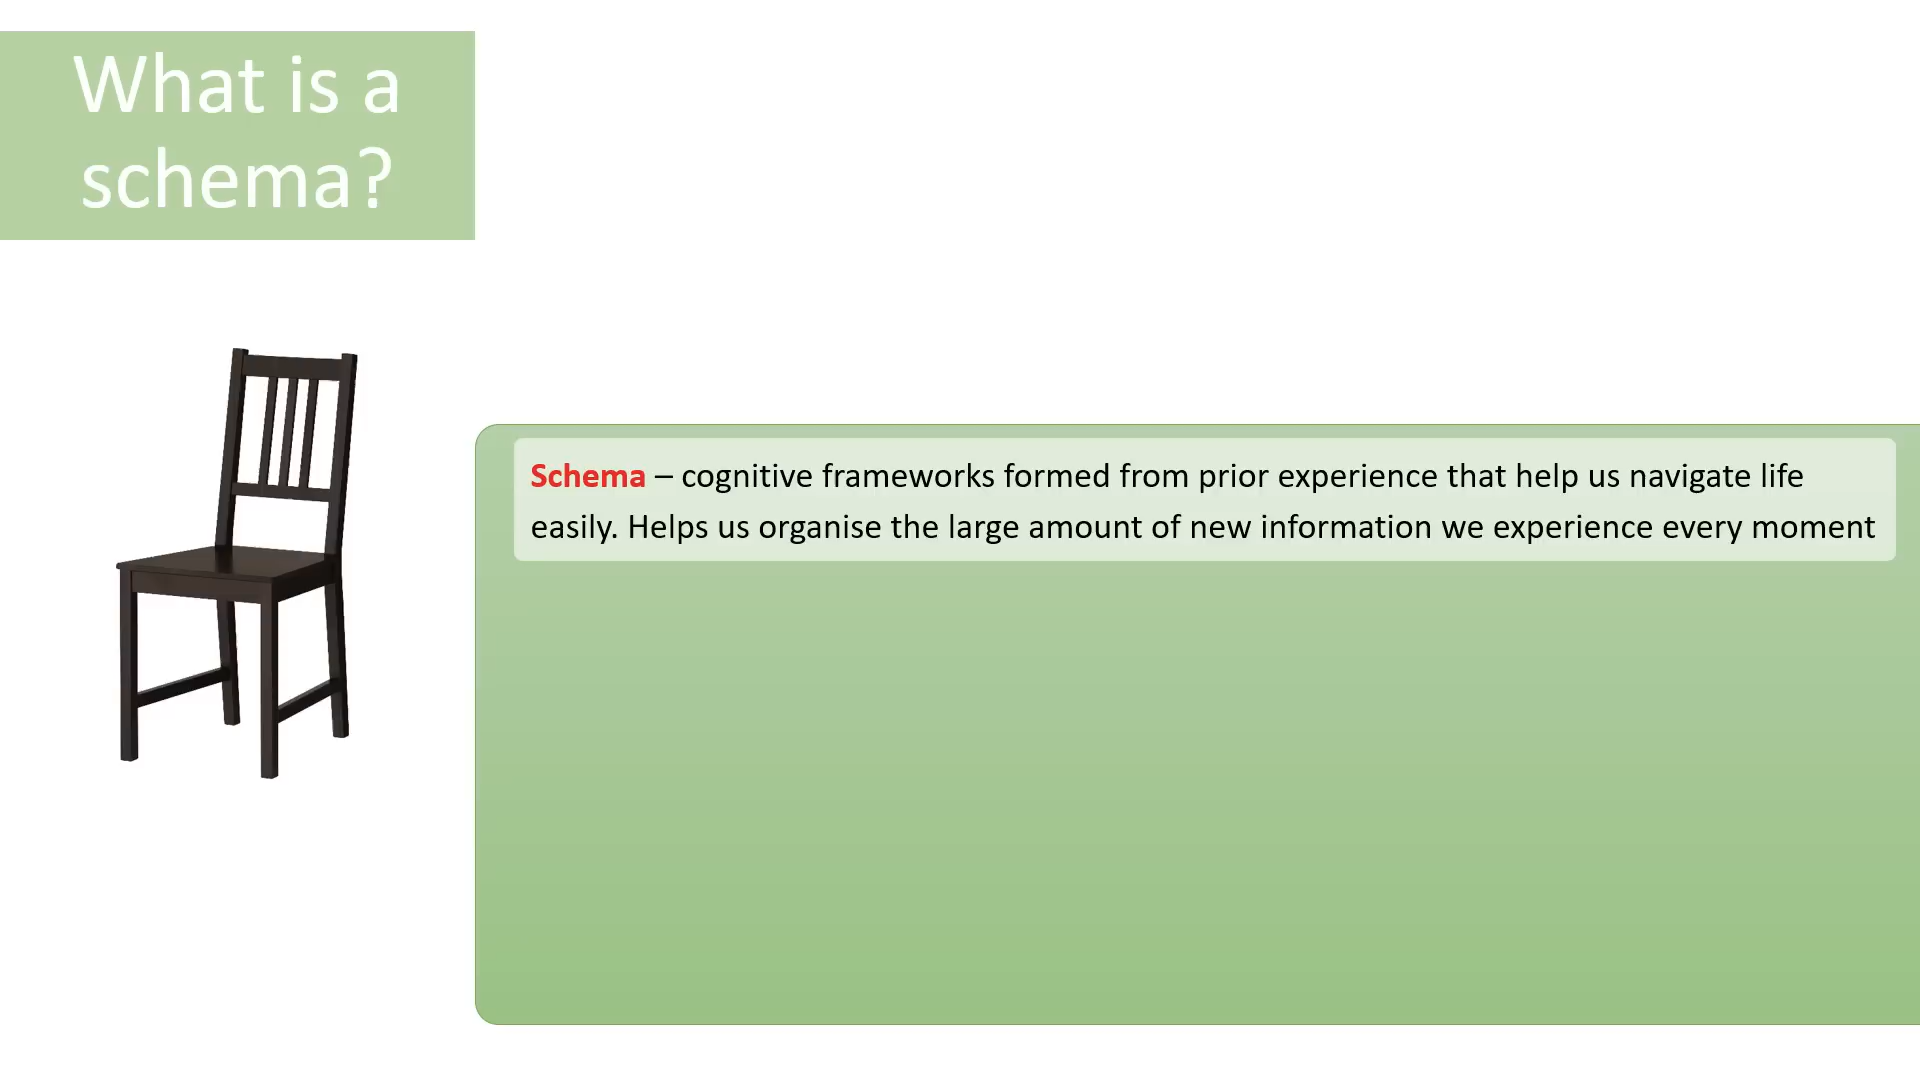 What is a
schema?
Schema – cognitive frameworks formed from prior experience that help us navigate life
easily. Helps us organise the large amount of new information we experience every moment